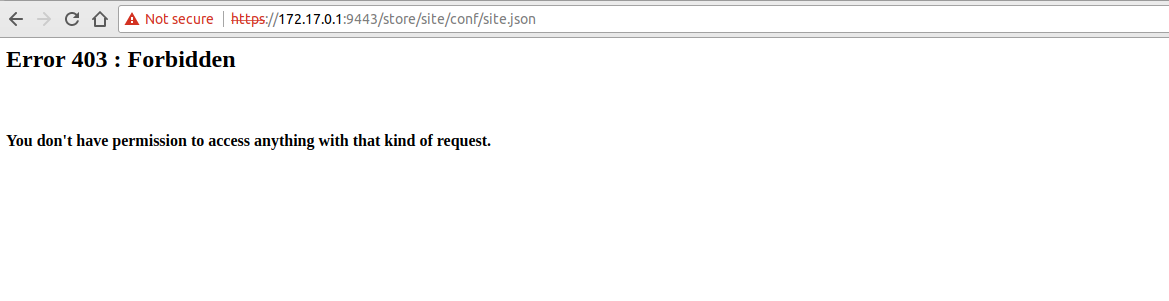 Not secure | https://172.17.0.1:9443/store/site/conf/site.json
Error 403 : Forbidden
You don't have permission to access anything with that kind of request.